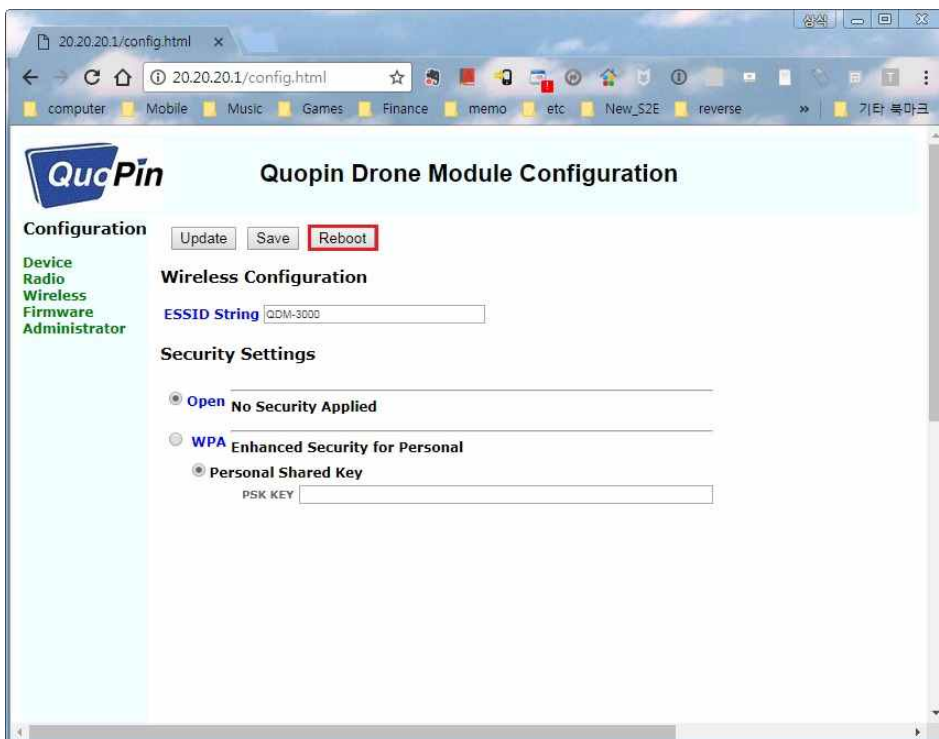 상식
20.20.20.1/config.html
20.20.20.1/config.html
computer Mobile Music Games Finance memo etc New_S2E reverse » 기타 북마크
QuoPin
Quopin Drone Module Configuration
Configuration
Update Save Reboot
Device
Radio
Wireless
Firmware
Administrator
Wireless Configuration
ESSID String QDM-3000
Security Settings
Open No Security Applied
WPA Enhanced Security for Personal
Personal Shared Key
PSK KEY